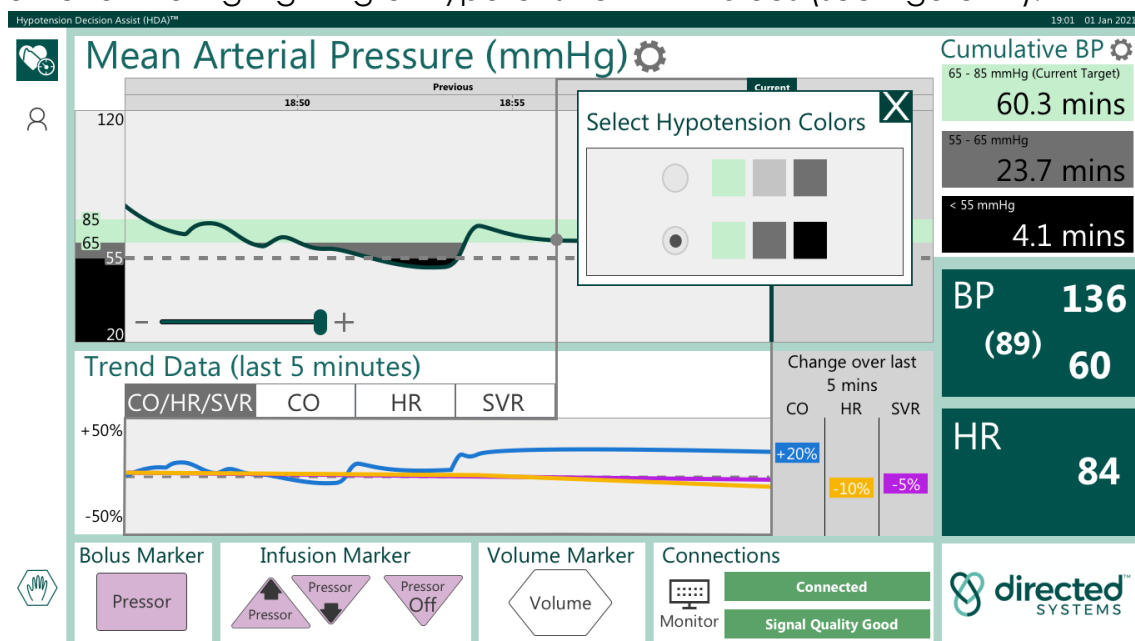 Hypotension Decision Assist (HDA)™
19:01 01 Jan 2021
Mean Arterial Pressure (mmHg)
Previous
Current
18:50
18:55
120
85
65
55
20
- +
Select Hypotension Colors
X
Cumulative BP
65 - 85 mmHg (Current Target)
60.3 mins
55 - 65 mmHg
23.7 mins
< 55 mmHg
4.1 mins
BP
136
(89)
60
HR
84
Trend Data (last 5 minutes)
CO/HR/SVR CO HR SVR
+50%
-50%
Change over last
5 mins
CO HR SVR
+20%
-10%
-5%
Bolus Marker
Pressor
Infusion Marker
Pressor
Pressor
Pressor
Off
Volume Marker
Volume
Connections
Monitor
Connected
Signal Quality Good
directed™
SYSTEMS